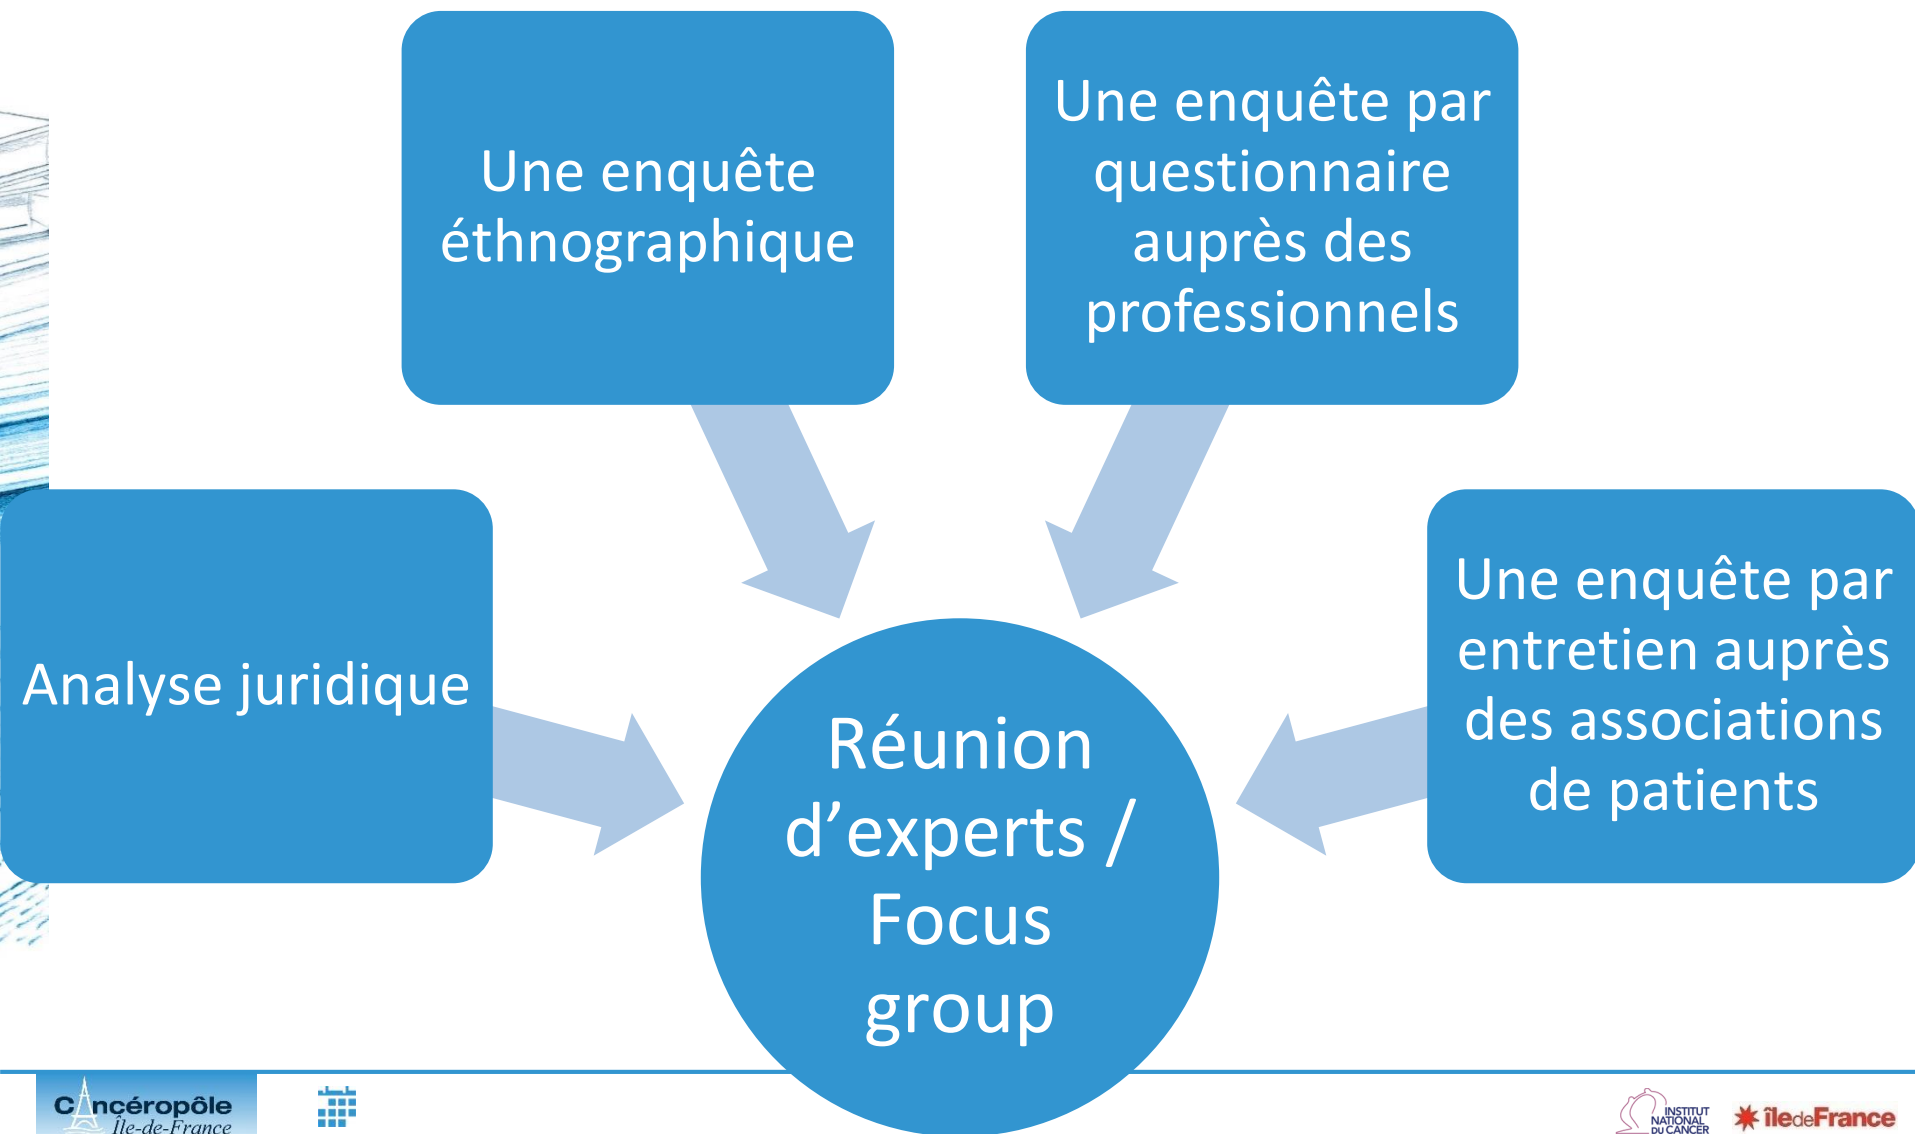 Une enquête
éthnographique
Une enquête par
questionnaire
auprès des
professionnels
Analyse juridique
Une enquête par
entretien auprès
des associations
de patients
Réunion
d’experts /
Focus
group
Cancéropôle
Île-de-France
INSTITUT
NATIONAL
DU CANCER
îledeFrance